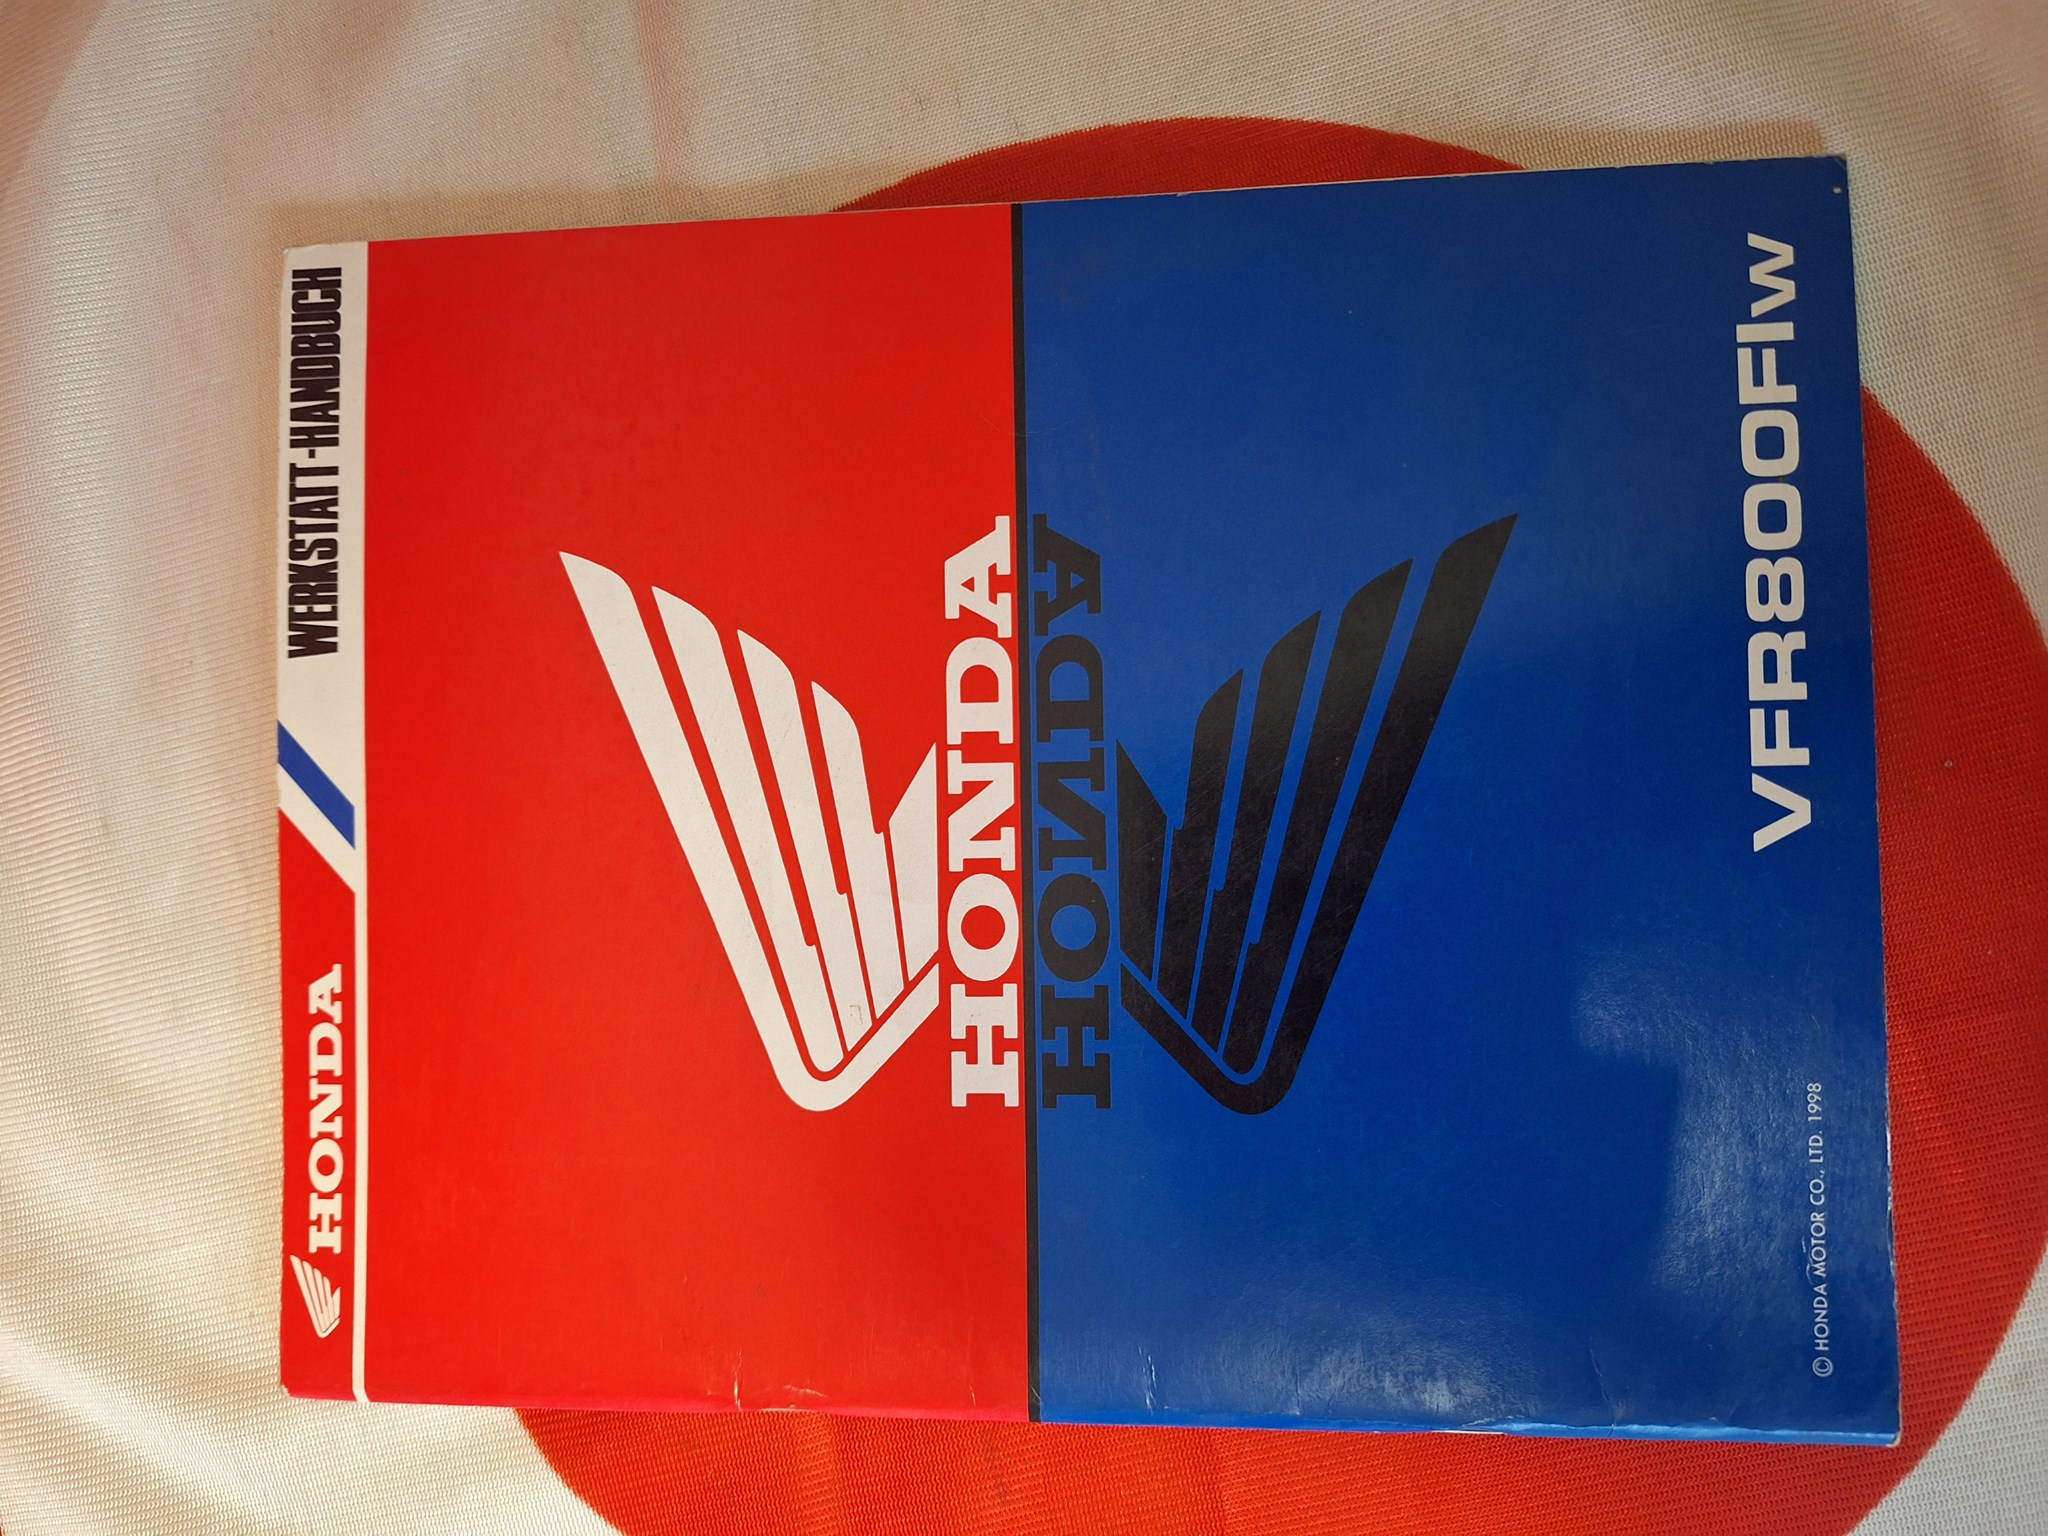 HONDA
WERKSTATT-HANDBUCH
HONDA
HONDA
VFR800FIw
© HONDA MOTOR CO., LTD. 1998